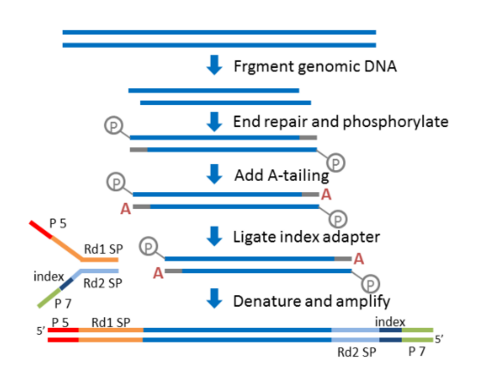 Frgment genomic DNA
End repair and phosphorylate
P
P
Add A-tailing
P
A
A
P
Ligate index adapter
P 5
Rd1 SP
index
Rd2 SP
P 7
P
A
A
P
Denature and amplify
5' P 5 Rd1 SP index
Rd2 SP P 7 5'